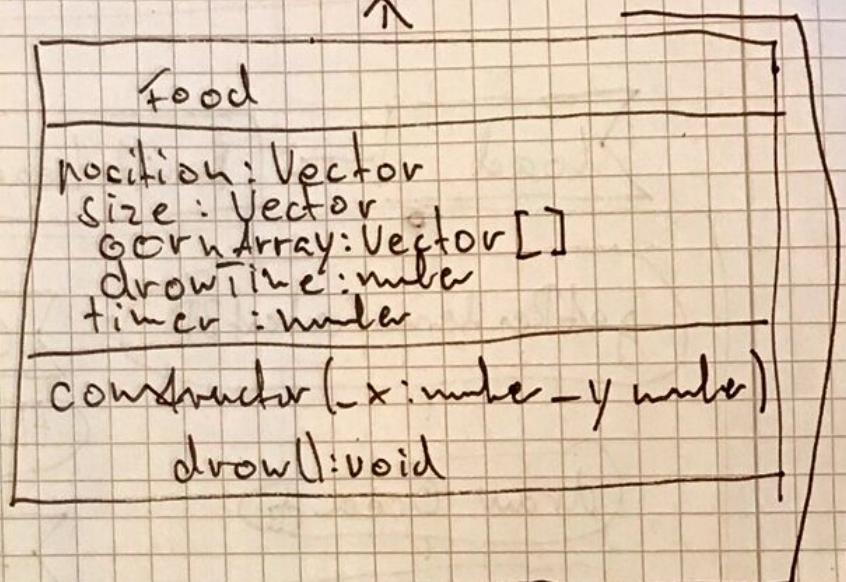 Food
position: Vector
size: Vector
cornArray: Vector[]
drawTime: number
timer: number
constructor(_x: number _y number)
draw(): void